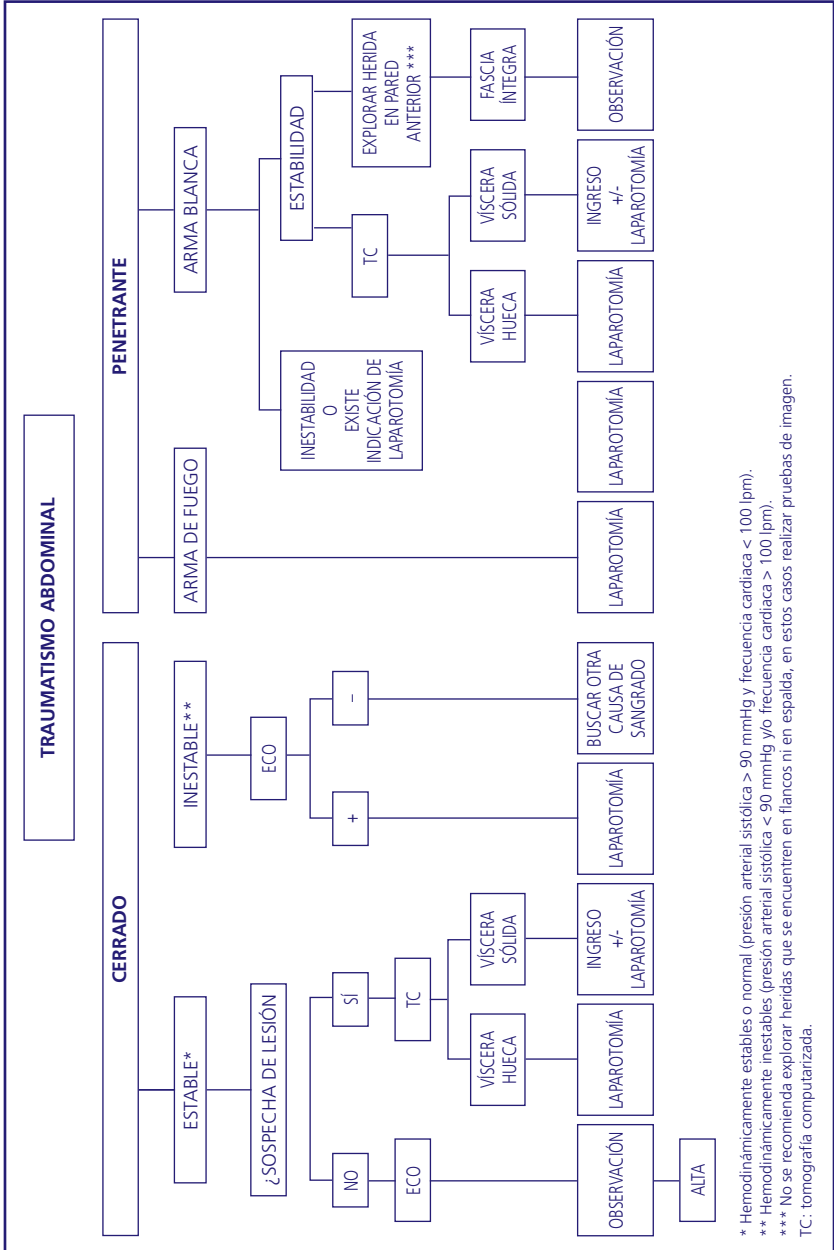 TRAUMATISMO ABDOMINAL
CERRADO
PENETRANTE
ESTABLE*
INESTABLE**
ARMA DE FUEGO
ARMA BLANCA
¿SOSPECHA DE LESIÓN
ECO
INESTABILIDAD
O
EXISTE
INDICACIÓN DE
LAPAROTOMÍA
ESTABILIDAD
NO
SÍ
+
–
TC
EXPLORAR HERIDA
EN PARED
ANTERIOR ***
ECO
TC
VÍSCERA
HUECA
VÍSCERA
SÓLIDA
VÍSCERA
HUECA
VÍSCERA
SÓLIDA
FASCIA
ÍNTEGRA
OBSERVACIÓN
LAPAROTOMÍA
INGRESO
+/-
LAPAROTOMÍA
LAPAROTOMÍA
BUSCAR OTRA
CAUSA DE
SANGRADO
LAPAROTOMÍA
LAPAROTOMÍA
LAPAROTOMÍA
INGRESO
+/-
LAPAROTOMÍA
OBSERVACIÓN
ALTA
* Hemodinámicamente estables o normal (presión arterial sistólica > 90 mmHg y frecuencia cardiaca < 100 lpm).
** Hemodinámicamente inestables (presión arterial sistólica < 90 mmHg y/o frecuencia cardiaca > 100 lpm).
*** No se recomienda explorar heridas que se encuentren en flancos ni en espalda, en estos casos realizar pruebas de imagen.
TC: tomografía computarizada.